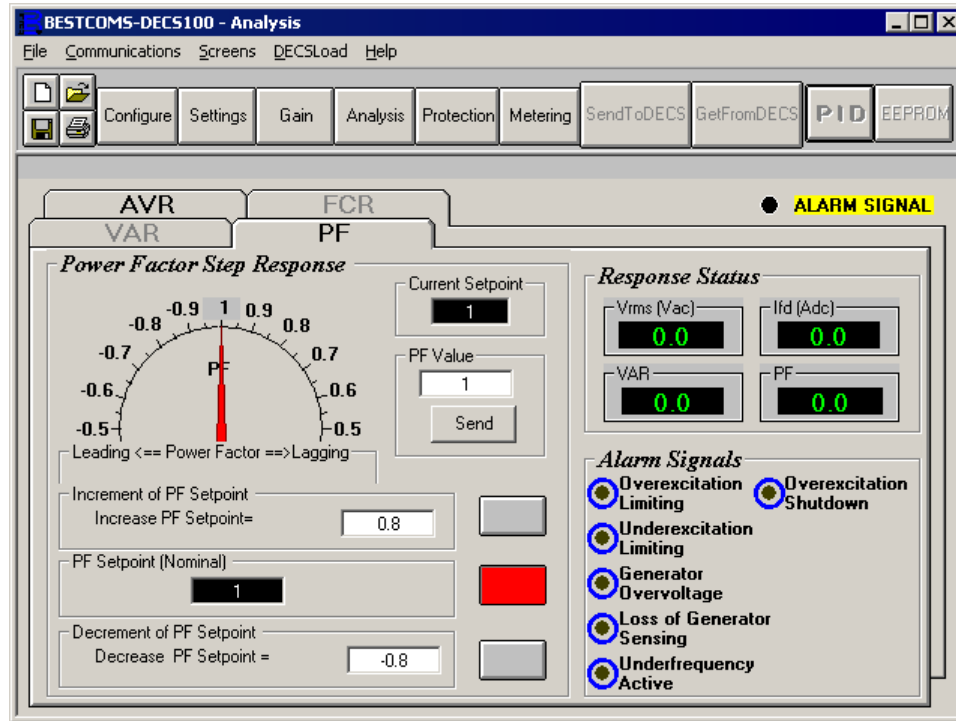 BESTCOMS-DECS100 - Analysis
File Communications Screens DECSLoad Help
Configure Settings Gain Analysis Protection Metering SendToDECS GetFromDECS PID EEPROM
AVR FCR
ALARM SIGNAL
VAR PF
Power Factor Step Response
-0.5
-0.6
-0.7
-0.8
-0.9
1
0.9
0.8
0.7
0.6
0.5
PF
Leading <== Power Factor ==>Lagging
Current Setpoint
1
PF Value
1
Send
Increment of PF Setpoint
Increase PF Setpoint=
0.8
PF Setpoint (Nominal)
1
Decrement of PF Setpoint
Decrease PF Setpoint =
-0.8
Response Status
Vrms (Vac)
0.0
Ifd (Adc)
0.0
VAR
0.0
PF
0.0
Alarm Signals
Overexcitation
Limiting
Overexcitation
Shutdown
Underexcitation
Limiting
Generator
Overvoltage
Loss of Generator
Sensing
Underfrequency
Active